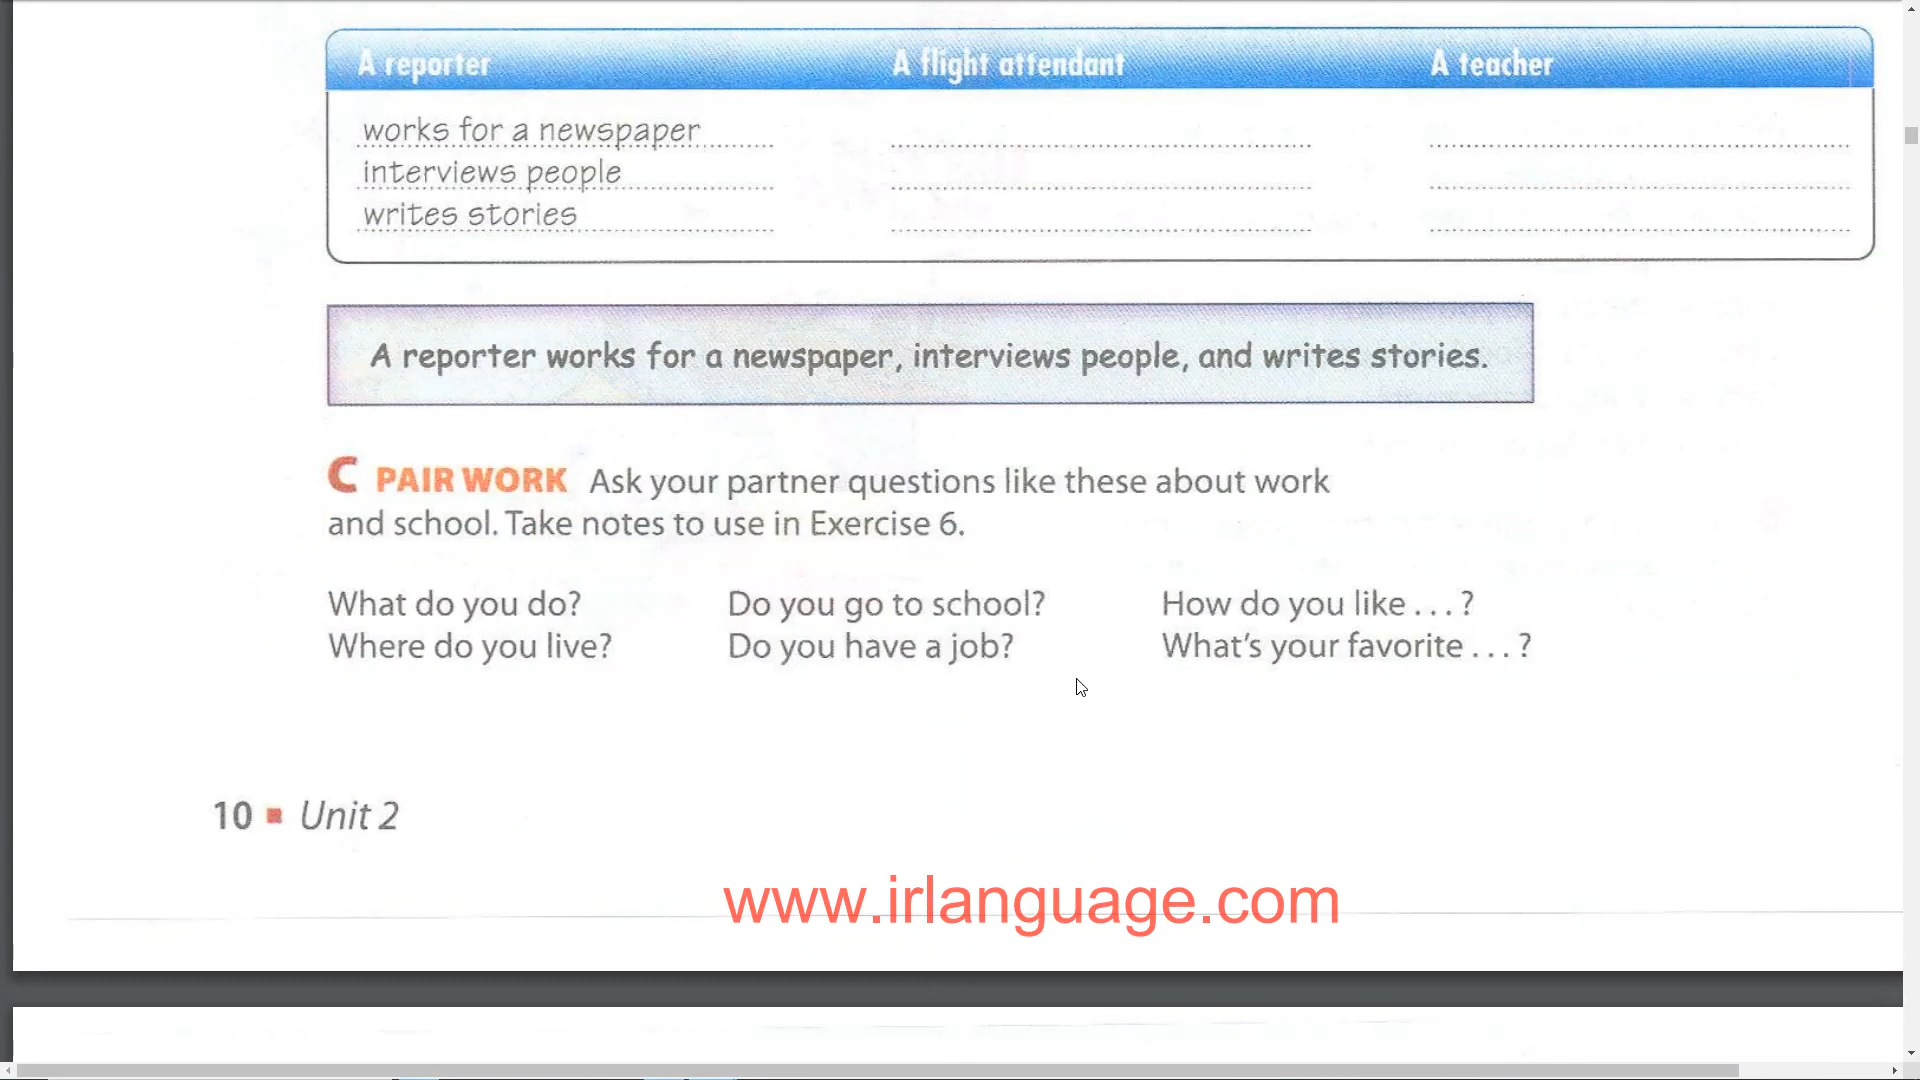 A reporter
A flight attendant
A teacher
works for a newspaper
interviews people
writes stories
A reporter works for a newspaper, interviews people, and writes stories.
C PAIR WORK Ask your partner questions like these about work
and school. Take notes to use in Exercise 6.
What do you do?
Where do you live?
Do you go to school?
Do you have a job?
How do you like . . . ?
What's your favorite . . . ?
10 ▪ Unit 2
www.irlanguage.com